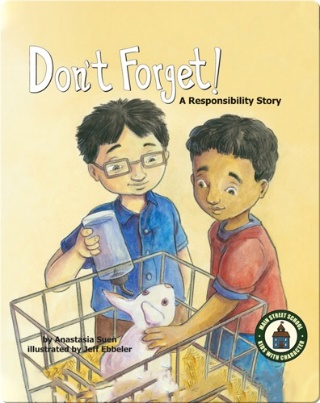 Don't Forget!
A Responsibility Story
by Anastasia Suen
illustrated by Jeff Ebbeler
MAIN STREET SCHOOL
KIDS WITH CHARACTER